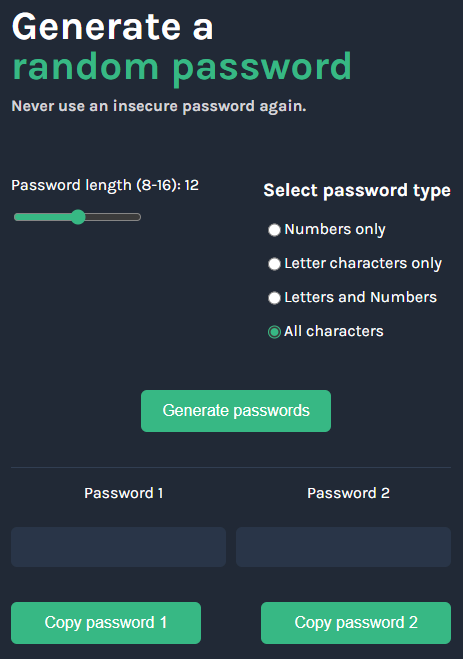 Generate a
random password
Never use an insecure password again.
Password length (8-16): 12
Select password type
Numbers only
Letter characters only
Letters and Numbers
All characters
Generate passwords
Password 1
Password 2
Copy password 1
Copy password 2